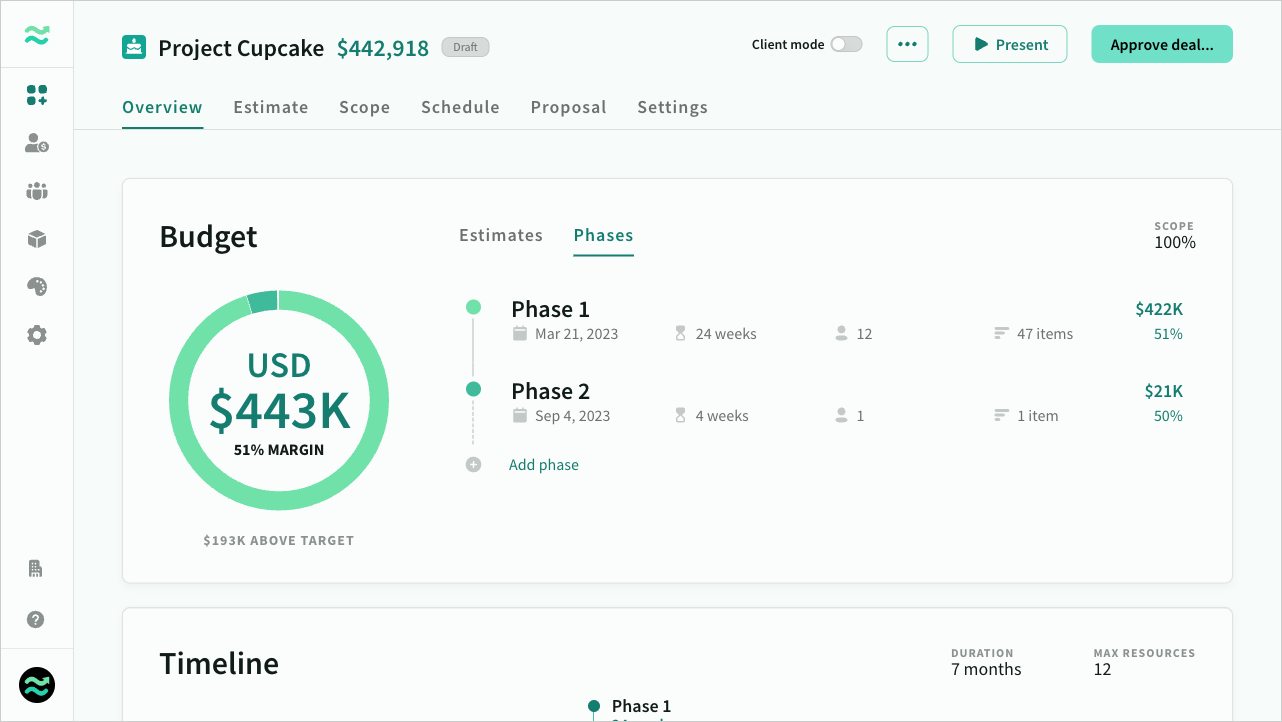 Project Cupcake $442,918 Draft
Client mode
Present
Approve deal...
Overview Estimate Scope Schedule Proposal Settings
Budget
Estimates Phases
SCOPE
100%
USD
$443K
51% MARGIN
$193K ABOVE TARGET
Phase 1 $422K
Mar 21, 2023 24 weeks 12 47 items 51%
Phase 2 $21K
Sep 4, 2023 4 weeks 1 1 item 50%
Add phase
Timeline
DURATION
7 months
MAX RESOURCES
12
Phase 1